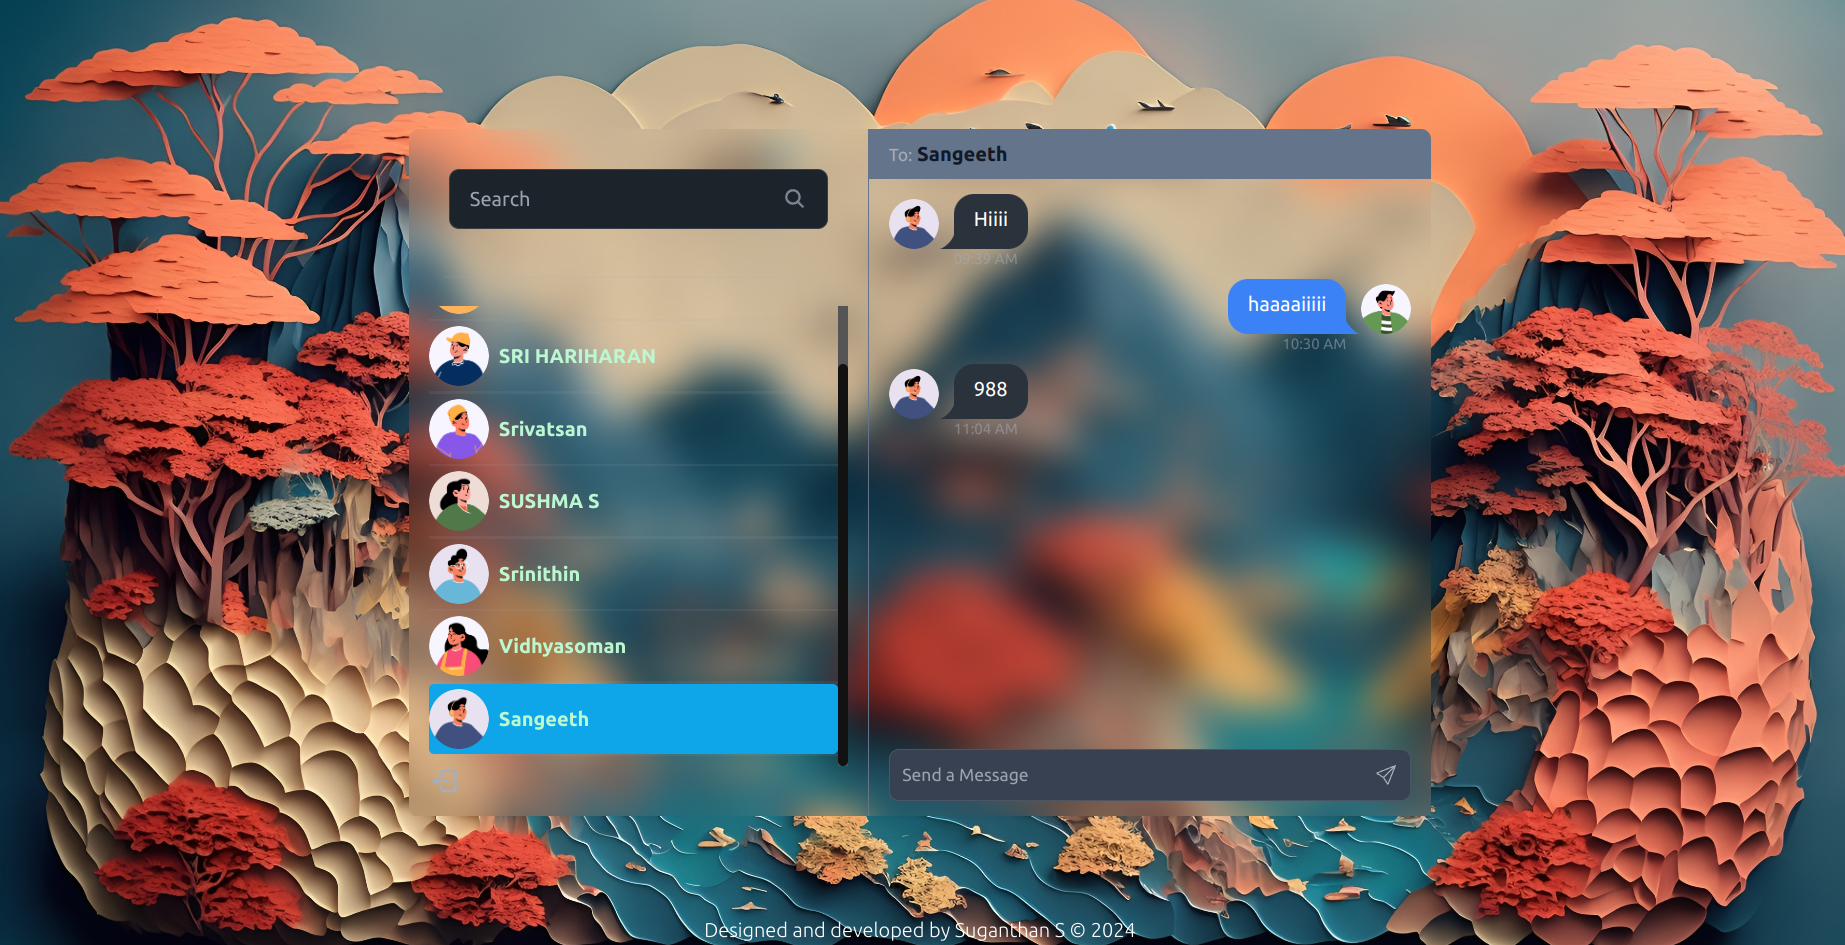 Search
SRI HARIHARAN
Srivatsan
SUSHMA S
Srinithin
Vidhyasoman
Sangeeth
To: Sangeeth
Hiiii
09:39 AM
haaaaiiiii
10:30 AM
988
11:04 AM
Send a Message
Designed and developed by Suganthan S © 2024